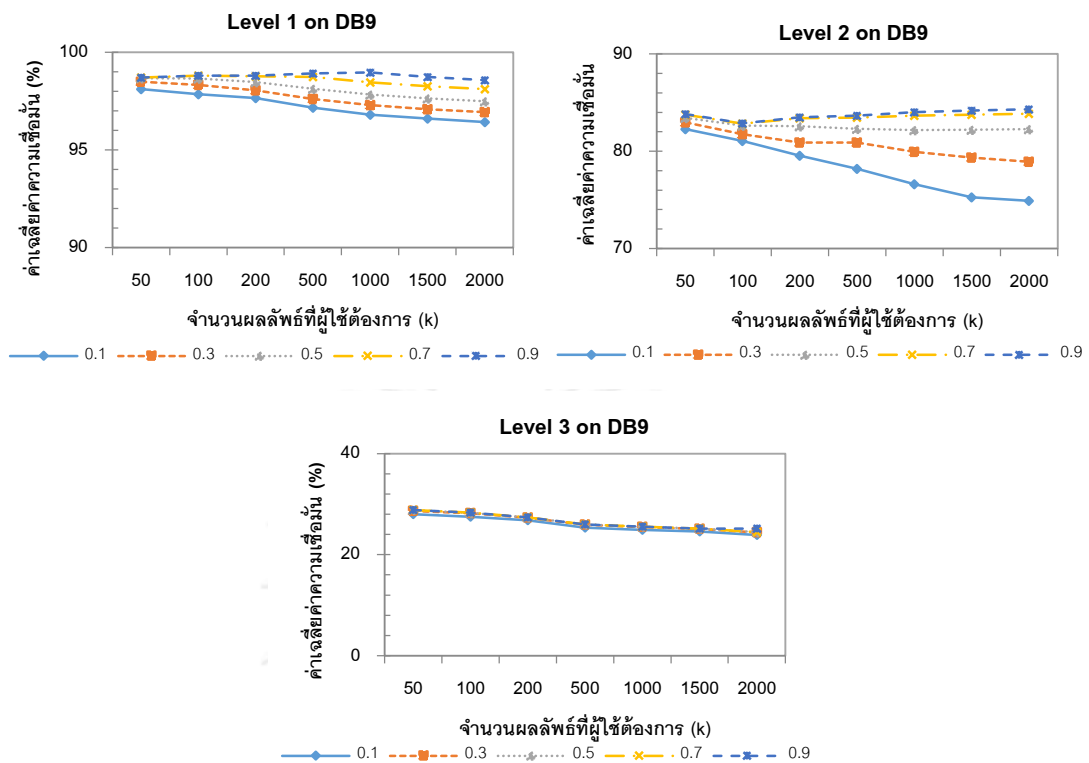 Level 1 on DB9
ค่าเฉลี่ยค่าความเชื่อมั่น (%)
100
95
90
50 100 200 500 1000 1500 2000
จำนวนผลลัพธ์ที่ผู้ใช้ต้องการ (k)
0.1 0.3 0.5 0.7 0.9
Level 2 on DB9
ค่าเฉลี่ยค่าความเชื่อมั่น
90
80
70
50 100 200 500 1000 1500 2000
จำนวนผลลัพธ์ที่ผู้ใช้ต้องการ (k)
0.1 0.3 0.5 0.7 0.9
Level 3 on DB9
ค่าเฉลี่ยค่าความเชื่อมั่น (%)
40
20
0
50 100 200 500 1000 1500 2000
จำนวนผลลัพธ์ที่ผู้ใช้ต้องการ (k)
0.1 0.3 0.5 0.7 0.9